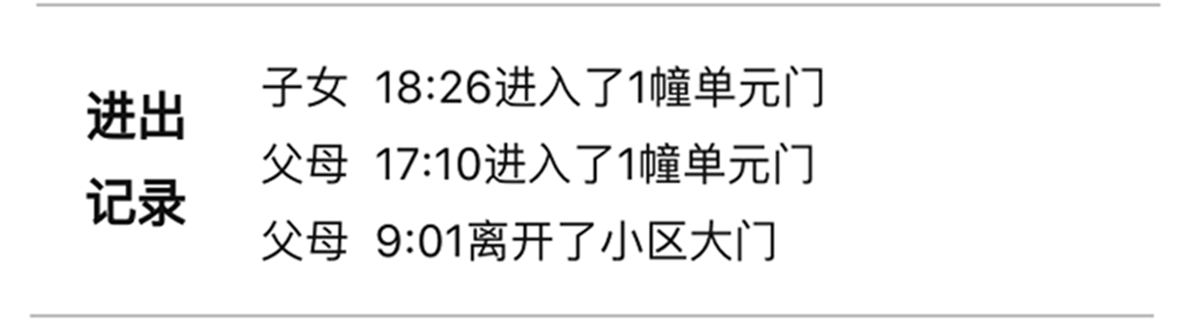 进出
记录
子女 18:26进入了1幢单元门
父母 17:10进入了1幢单元门
父母 9:01离开了小区大门